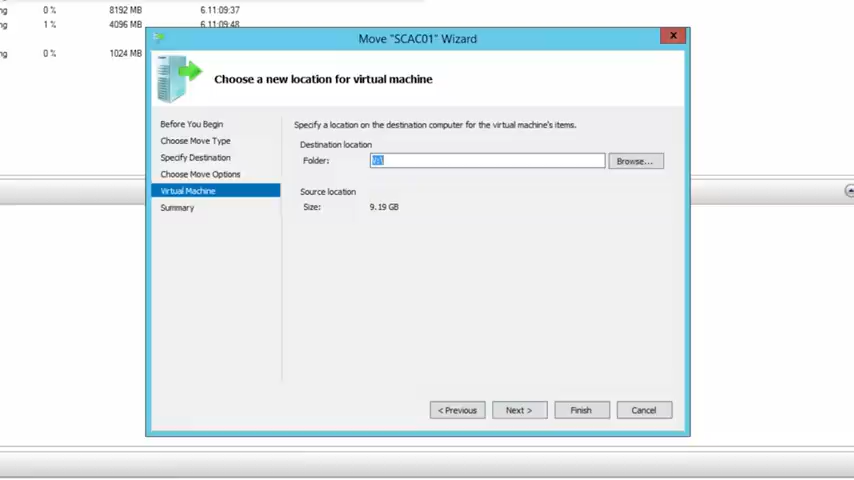 ng 0 % 8192 MB 6.11:09:37
ng 1 % 4096 MB 6.11:09:48
ng 0 % 1024 MB
Move "SCAC01" Wizard
x
Choose a new location for virtual machine
Before You Begin
Choose Move Type
Specify Destination
Choose Move Options
Virtual Machine
Summary
Specify a location on the destination computer for the virtual machine's items.
Destination location
Folder:
Browse...
Source location
Size: 9.19 GB
< Previous
Next >
Finish
Cancel